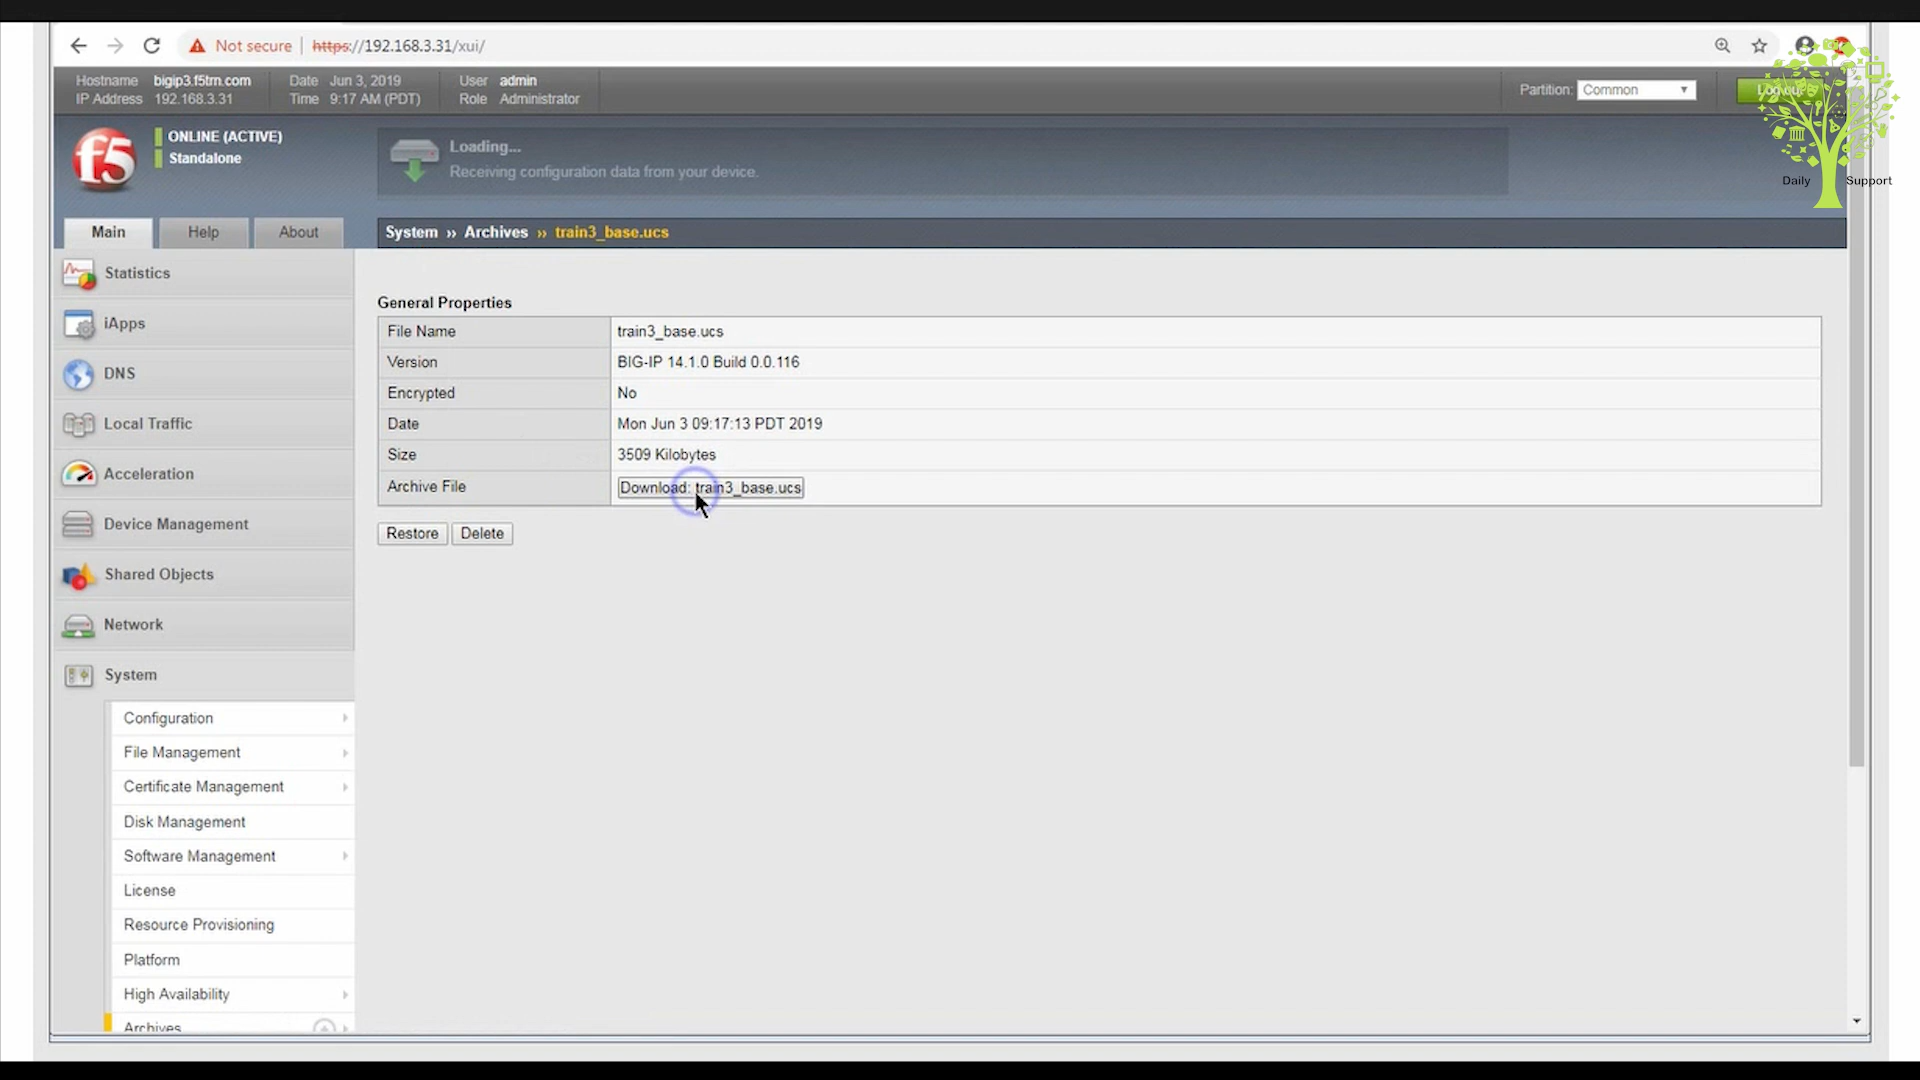 Not secure | https://192.168.3.31/xui/
Hostname bigip3.f5trn.com Date Jun 3, 2019 User admin
IP Address 192.168.3.31 Time 9:17 AM (PDT) Role Administrator
Partition: Common
Log out
f5
ONLINE (ACTIVE)
Standalone
Loading...
Receiving configuration data from your device.
Daily Support
Main Help About
System » Archives » train3_base.ucs
Statistics
iApps
DNS
Local Traffic
Acceleration
Device Management
Shared Objects
Network
System
Configuration
File Management
Certificate Management
Disk Management
Software Management
License
Resource Provisioning
Platform
High Availability
Archives
General Properties
File Name train3_base.ucs
Version BIG-IP 14.1.0 Build 0.0.116
Encrypted No
Date Mon Jun 3 09:17:13 PDT 2019
Size 3509 Kilobytes
Archive File Download: train3_base.ucs
Restore Delete